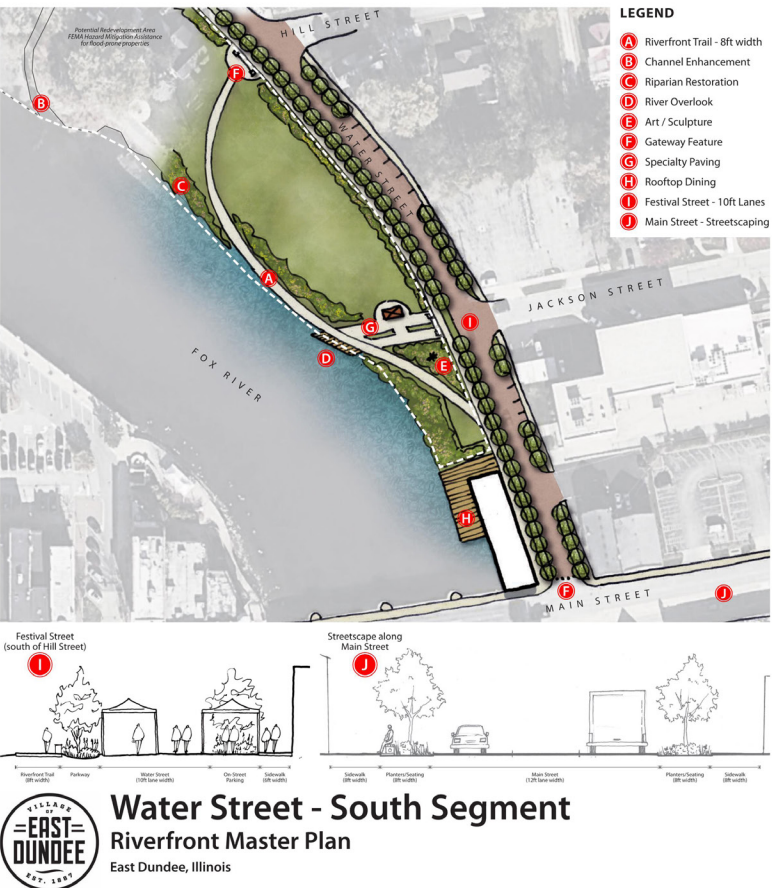 LEGEND
A Riverfront Trail - 8ft width
B Channel Enhancement
C Riparian Restoration
D River Overlook
E Art / Sculpture
F Gateway Feature
G Specialty Paving
H Rooftop Dining
I Festival Street - 10ft Lanes
J Main Street - Streetscaping
Potential Redevelopment Area
FEMA Hazard Mitigation Assistance
for flood-prone properties
HILL STREET
F
B
WATER STREET
C
A
JACKSON STREET
I
G
D
E
FOX RIVER
H
F
J
MAIN STREET
Festival Street
(south of Hill Street)
I
Riverfront Trail
(8ft width)
Parkway
Water Street
(10ft lane width)
On-Street
Parking
Sidewalk
(6ft width)
Streetscape along
Main Street
J
Sidewalk
(8ft width)
Planters/Seating
(8ft width)
Main Street
(12ft lane width)
Planters/Seating
(8ft width)
Sidewalk
(8ft width)
VILLAGE
OF
EAST
DUNDEE
EST. 1887
Water Street - South Segment
Riverfront Master Plan
East Dundee, Illinois